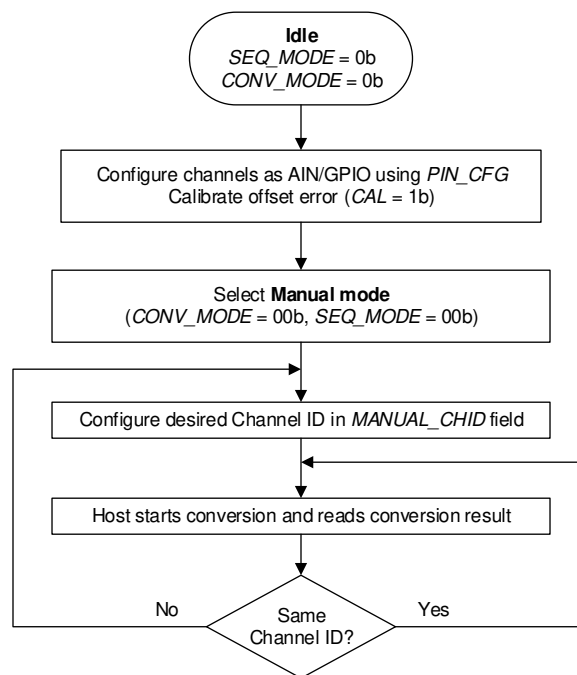 Idle
SEQ_MODE = 0b
CONV_MODE = 0b
Configure channels as AIN/GPIO using PIN_CFG
Calibrate offset error (CAL = 1b)
Select Manual mode
(CONV_MODE = 00b, SEQ_MODE = 00b)
Configure desired Channel ID in MANUAL_CHID field
Host starts conversion and reads conversion result
No
Same
Channel ID?
Yes